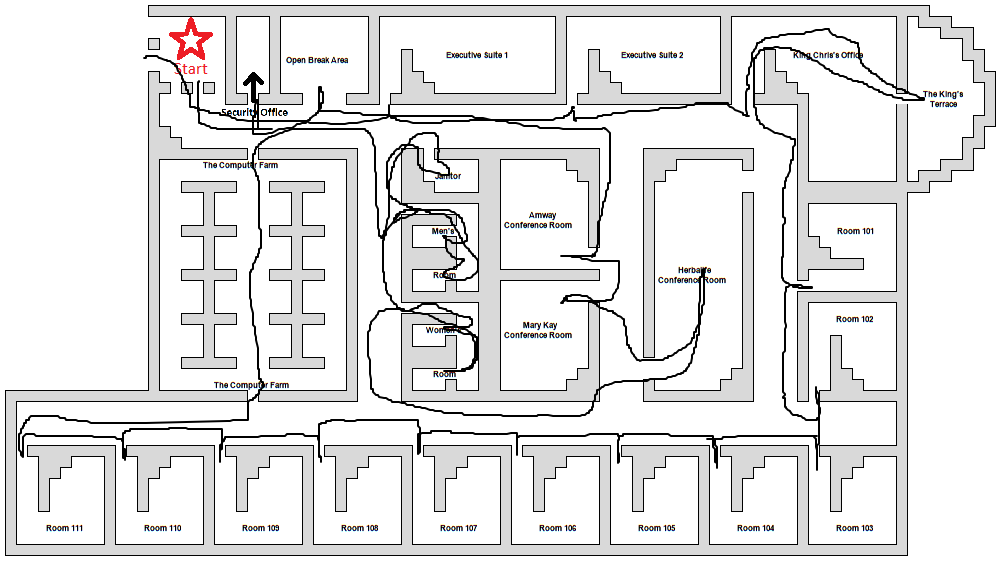 Start
Security Office
Open Break Area
Executive Suite 1
Executive Suite 2
King Chris's Office
The King's
Terrace
The Computer Farm
Janitor
Men's
Room
Amway
Conference Room
Herbalife
Conference Room
Room 101
Mary Kay
Conference Room
Women's
Room
Room 102
The Computer Farm
Room 111
Room 110
Room 109
Room 108
Room 107
Room 106
Room 105
Room 104
Room 103